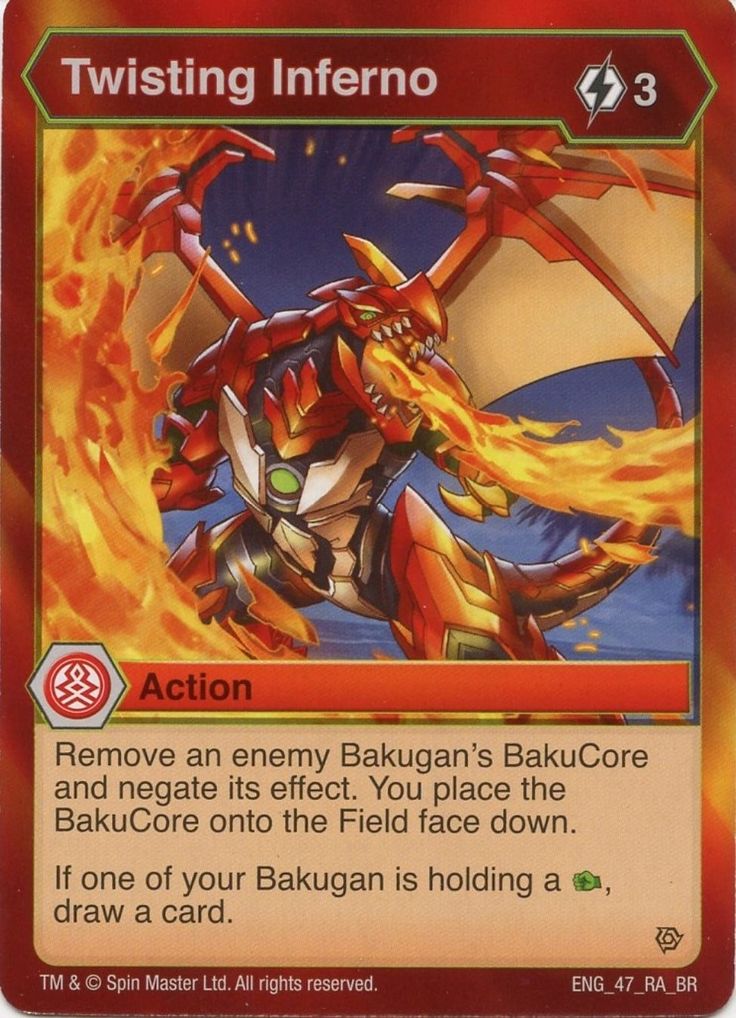 Twisting Inferno
3
Action
Remove an enemy Bakugan's BakuCore
and negate its effect. You place the
BakuCore onto the Field face down.
If one of your Bakugan is holding a ,
draw a card.
TM & © Spin Master Ltd. All rights reserved.
ENG_47_RA_BR